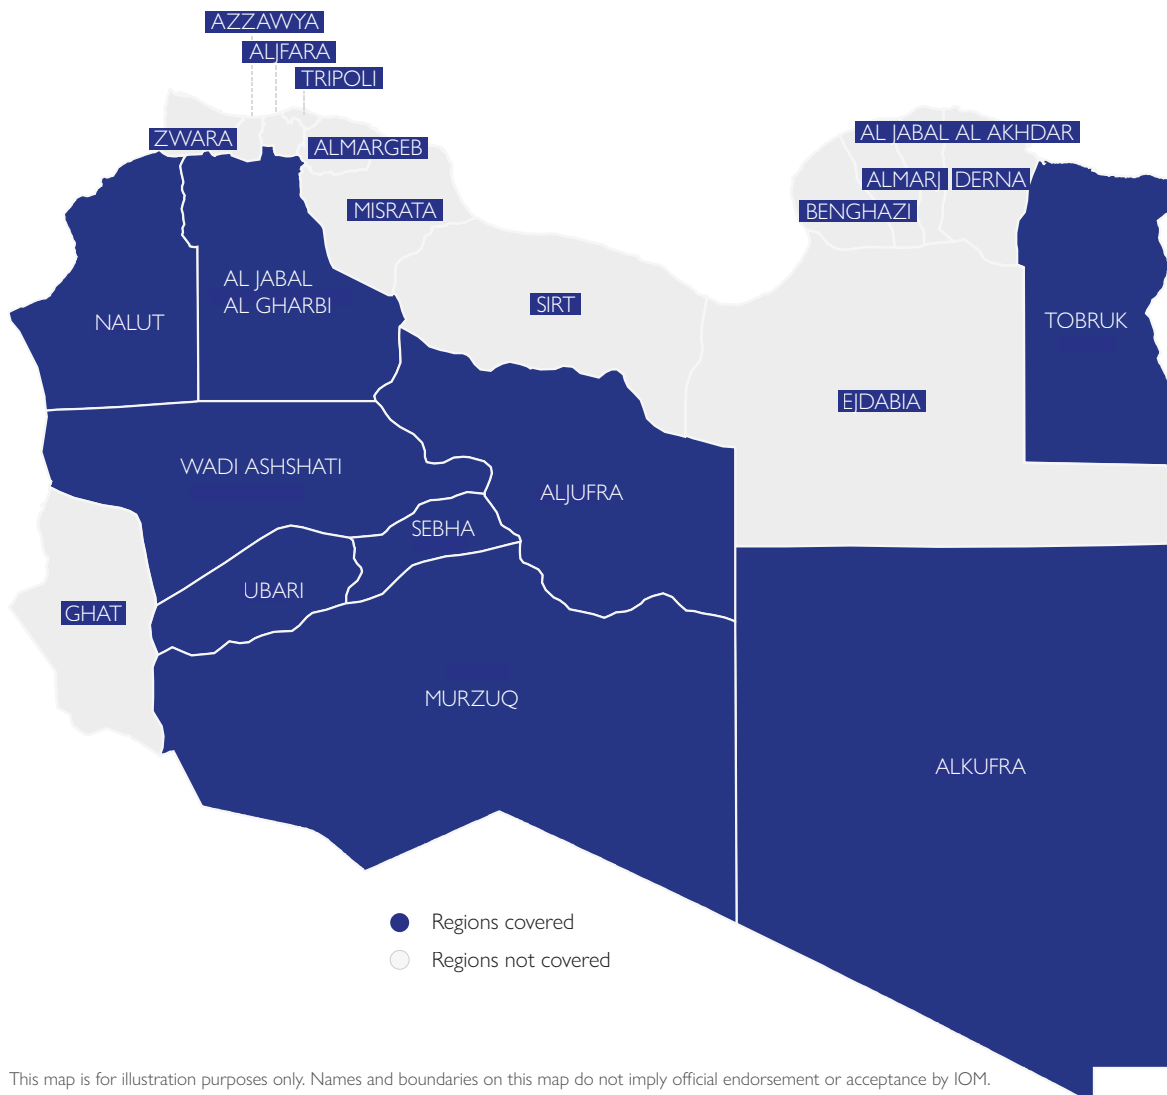 AZZAWYA
ALJFARA
TRIPOLI
ZWARA
ALMARGEB
AL JABAL AL AKHDAR
ALMARJ
DERNA
MISRATA
BENGHAZI
AL JABAL
AL GHARBI
SIRT
NALUT
TOBRUK
EJDABIA
WADI ASHSHATI
ALJUFRA
SEBHA
UBARI
GHAT
MURZUQ
ALKUFRA
Regions covered
Regions not covered
This map is for illustration purposes only. Names and boundaries on this map do not imply official endorsement or acceptance by IOM.